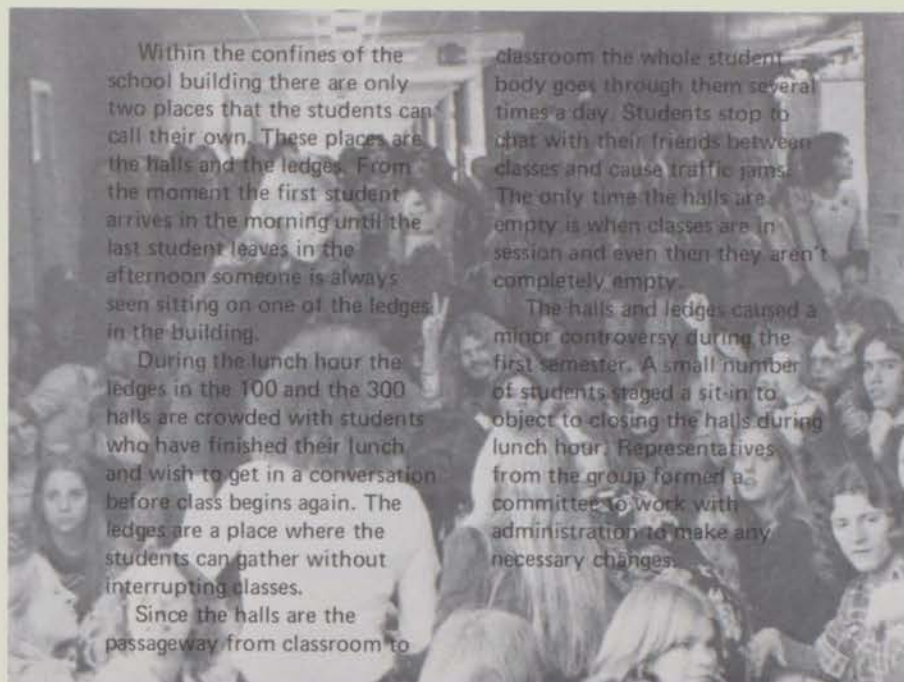 Within the confines of the
school building there are only
two places that the students can
call their own. These places are
the halls and the ledges. From
the moment the first student
arrives in the morning until the
last student leaves in the
afternoon someone is always
seen sitting on one of the ledges
in the building.
During the lunch hour the
ledges in the 100 and the 300
halls are crowded with students
who have finished their lunch
and wish to get in a conversation
before class begins again. The
ledges are a place where the
students can gather without
interrupting classes.
Since the halls are the
passageway from classroom to
classroom the whole student
body goes through them several
times a day. Students stop to
chat with their friends between
classes and cause traffic jams.
The only time the halls are
empty is when classes are in
session and even then they aren't
completely empty.
The halls and ledges caused a
minor controversy during the
first semester. A small number
of students staged a sit-in to
object to closing the halls during
lunch hour. Representatives
from the group formed a
committee to work with
administration to make any
necessary changes.